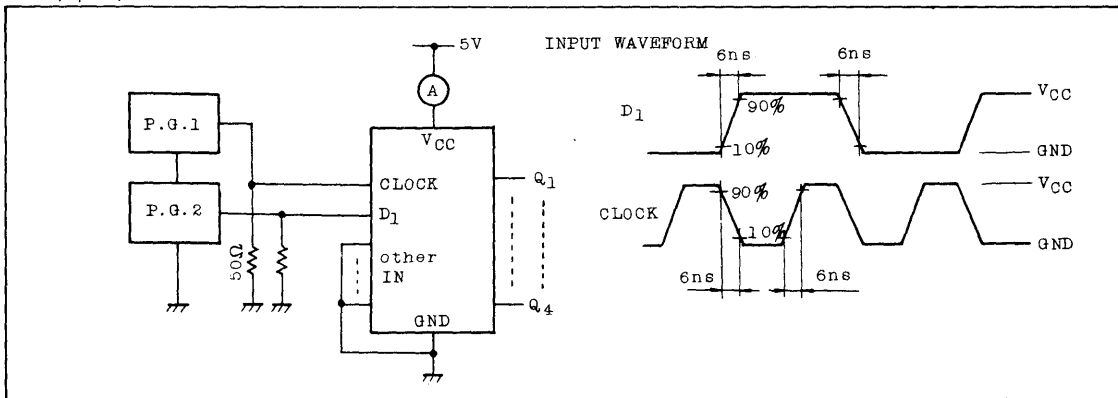 5V
INPUT WAVEFORM
6ns
6ns
A
P.G.1
VCC
D1
90%
10%
VCC
GND
CLOCK
Q1
P.G.2
D1
CLOCK
90%
10%
VCC
GND
50Ω
other
IN
6ns
6ns
Q4
GND